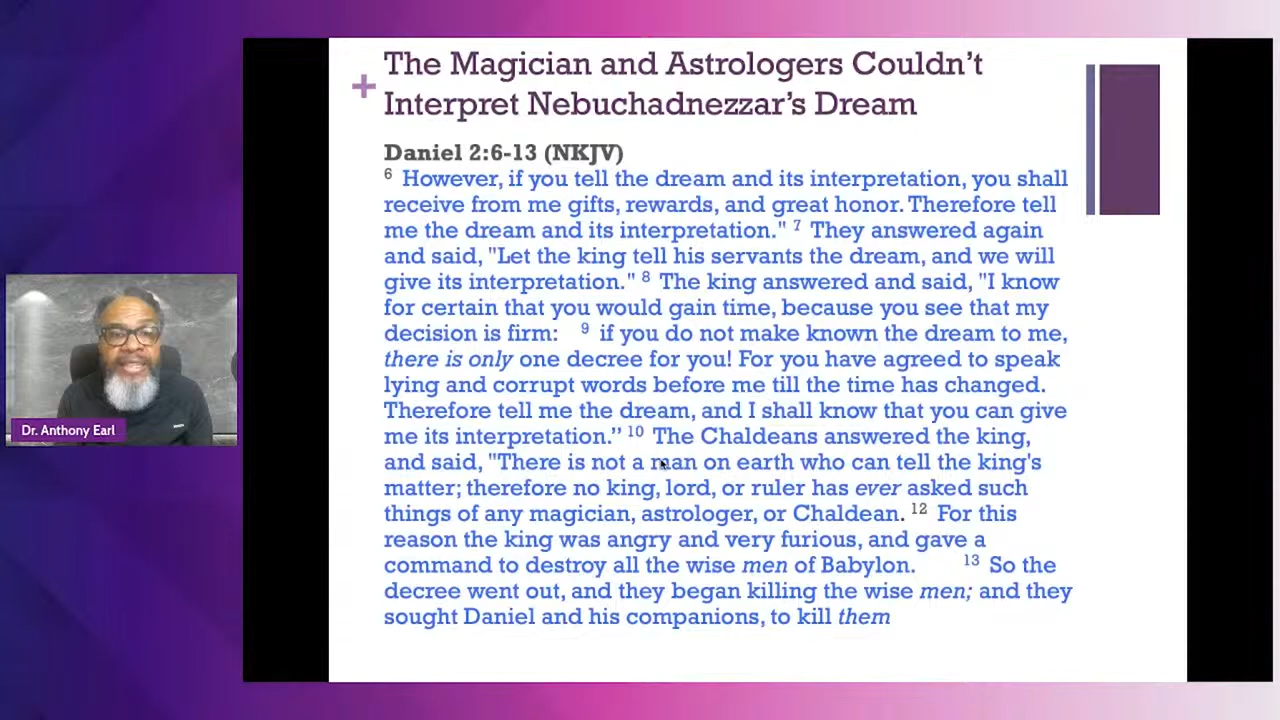 The Magician and Astrologers Couldn't
+ Interpret Nebuchadnezzar's Dream
Daniel 2:6-13 (NKJV)
6 However, if you tell the dream and its interpretation, you shall
receive from me gifts, rewards, and great honor. Therefore tell
me the dream and its interpretation." 7 They answered again
and said, "Let the king tell his servants the dream, and we will
give its interpretation." 8 The king answered and said, "I know
for certain that you would gain time, because you see that my
decision is firm: 9 if you do not make known the dream to me,
there is only one decree for you! For you have agreed to speak
lying and corrupt words before me till the time has changed.
Therefore tell me the dream, and I shall know that you can give
me its interpretation." 10 The Chaldeans answered the king,
and said, "There is not a man on earth who can tell the king's
matter; therefore no king, lord, or ruler has ever asked such
things of any magician, astrologer, or Chaldean. 12 For this
reason the king was angry and very furious, and gave a
command to destroy all the wise men of Babylon. 13 So the
decree went out, and they began killing the wise men; and they
sought Daniel and his companions, to kill them
Dr. Anthony Earl